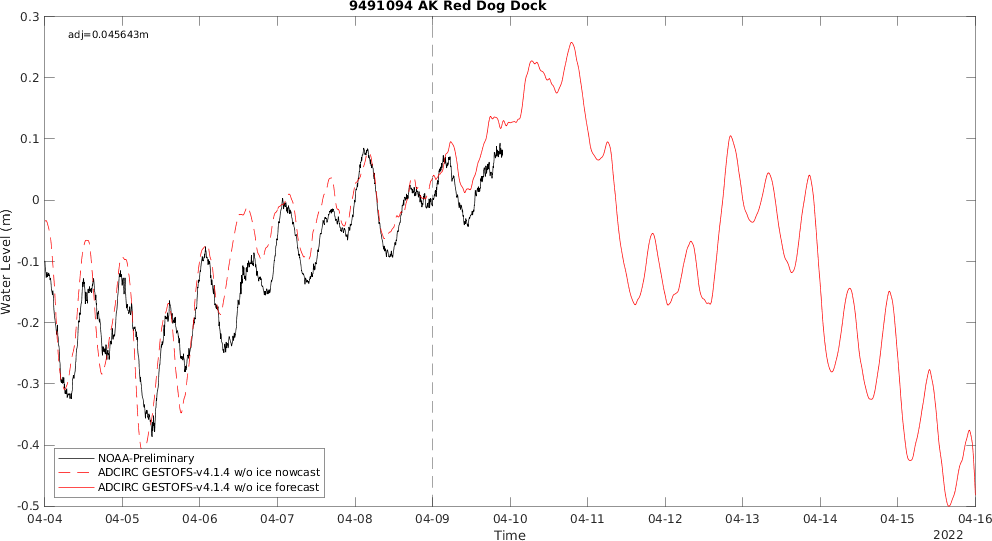 9491094 AK Red Dog Dock
adj=0.045643m
0.3
0.2
0.1
0
-0.1
-0.2
-0.3
-0.4
-0.5
Water Level (m)
NOAA-Preliminary
ADCIRC GESTOFS-v4.1.4 w/o ice nowcast
ADCIRC GESTOFS-v4.1.4 w/o ice forecast
04-04 04-05 04-06 04-07 04-08 04-09 04-10 04-11 04-12 04-13 04-14 04-15 04-16
Time
2022